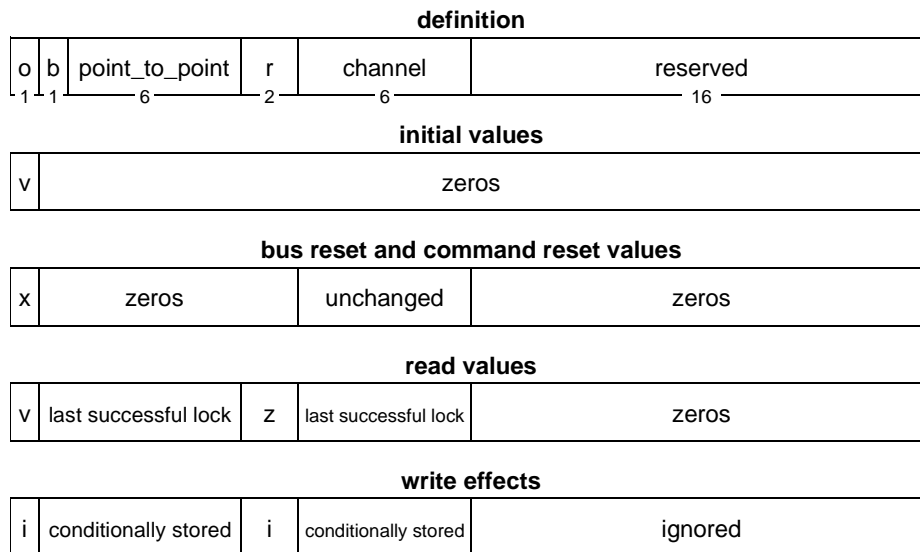 definition
o b point_to_point r channel reserved
1 1 6 2 6 16
initial values
v zeros
bus reset and command reset values
x zeros unchanged zeros
read values
v last successful lock z last successful lock zeros
write effects
i conditionally stored i conditionally stored ignored